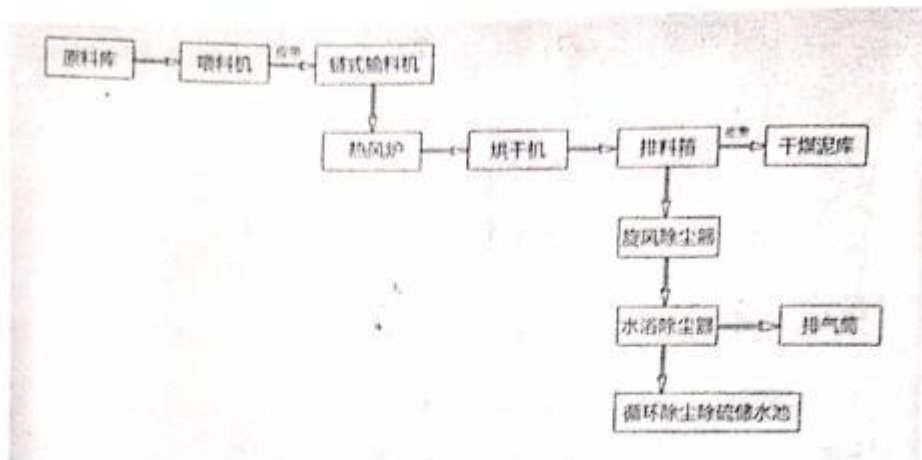 原料库
喂料机
皮带
链式输料机
热风炉
烘干机
排料箱
皮带
干煤泥库
旋风除尘器
水浴除尘器
排气筒
循环除尘除硫储水池